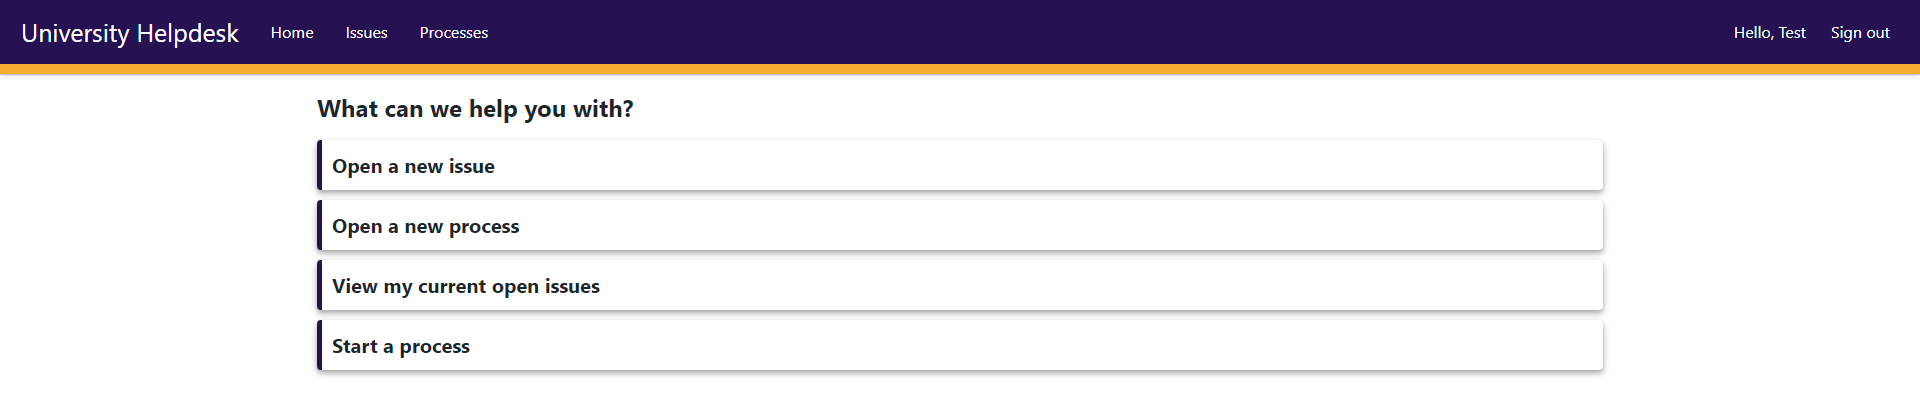 University Helpdesk Home Issues Processes Hello, Test Sign out
What can we help you with?
Open a new issue
Open a new process
View my current open issues
Start a process